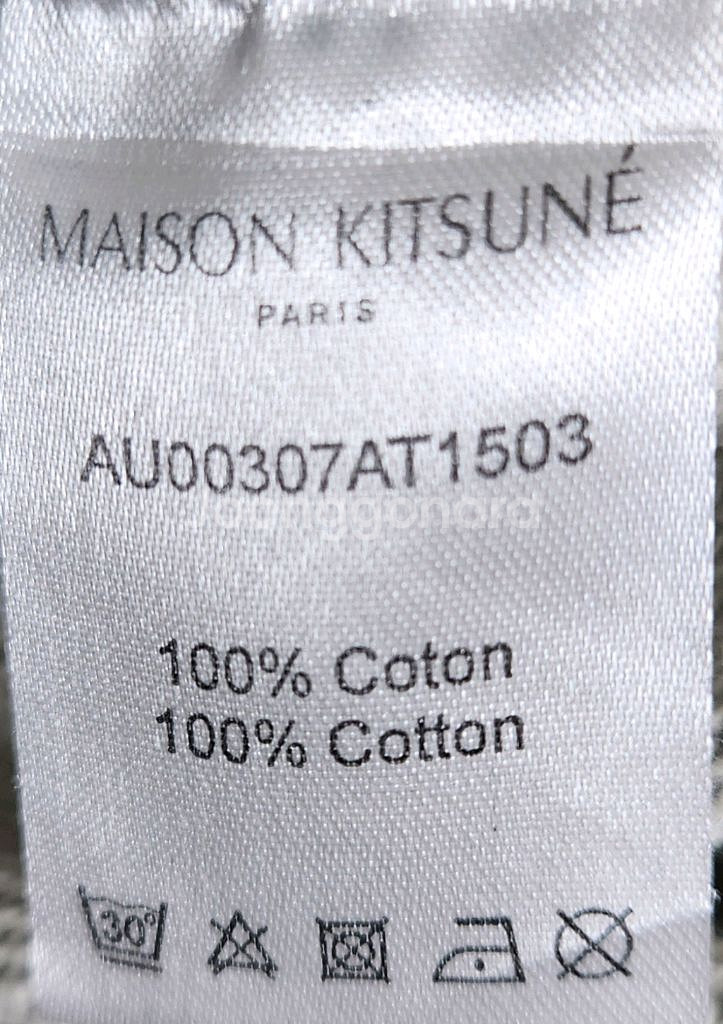 MAISON KITSUNÉ
PARIS
AU00307AT1503
100% Coton
100% Cotton
30°